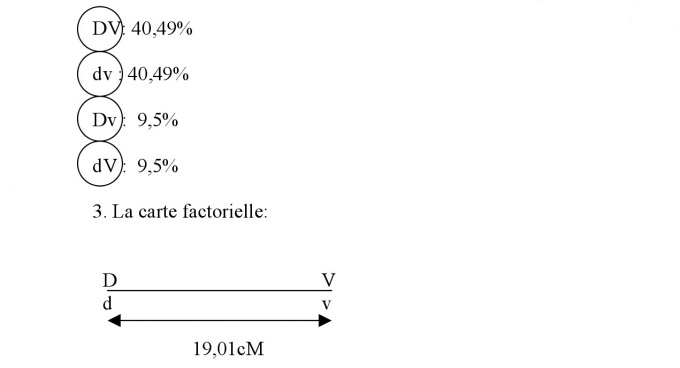 DV: 40,49%
dv : 40,49%
Dv: 9,5%
dV: 9,5%
3. La carte factorielle:
D V
d v
19,01cM